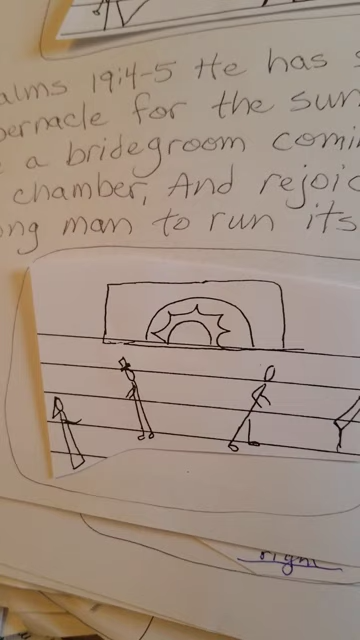 alms 19:4-5 He has s
bernacle for the sun
a bridegroom comin
chamber, And rejoic
ong man to run its